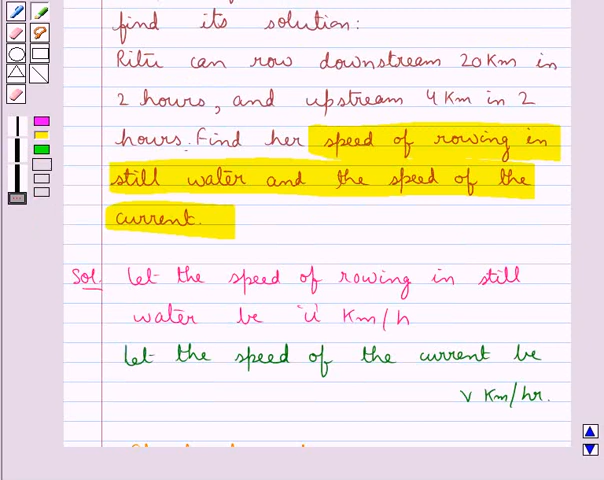 find its solution:
Ritu can row downstream 20 Km in
2 hours, and upstream 4 Km in 2
hours. Find her speed of rowing in
still water and the speed of the
current.
Sol. Let the speed of rowing in still
water be 'u' Km/h
Let the speed of the current be
v Km/hr.